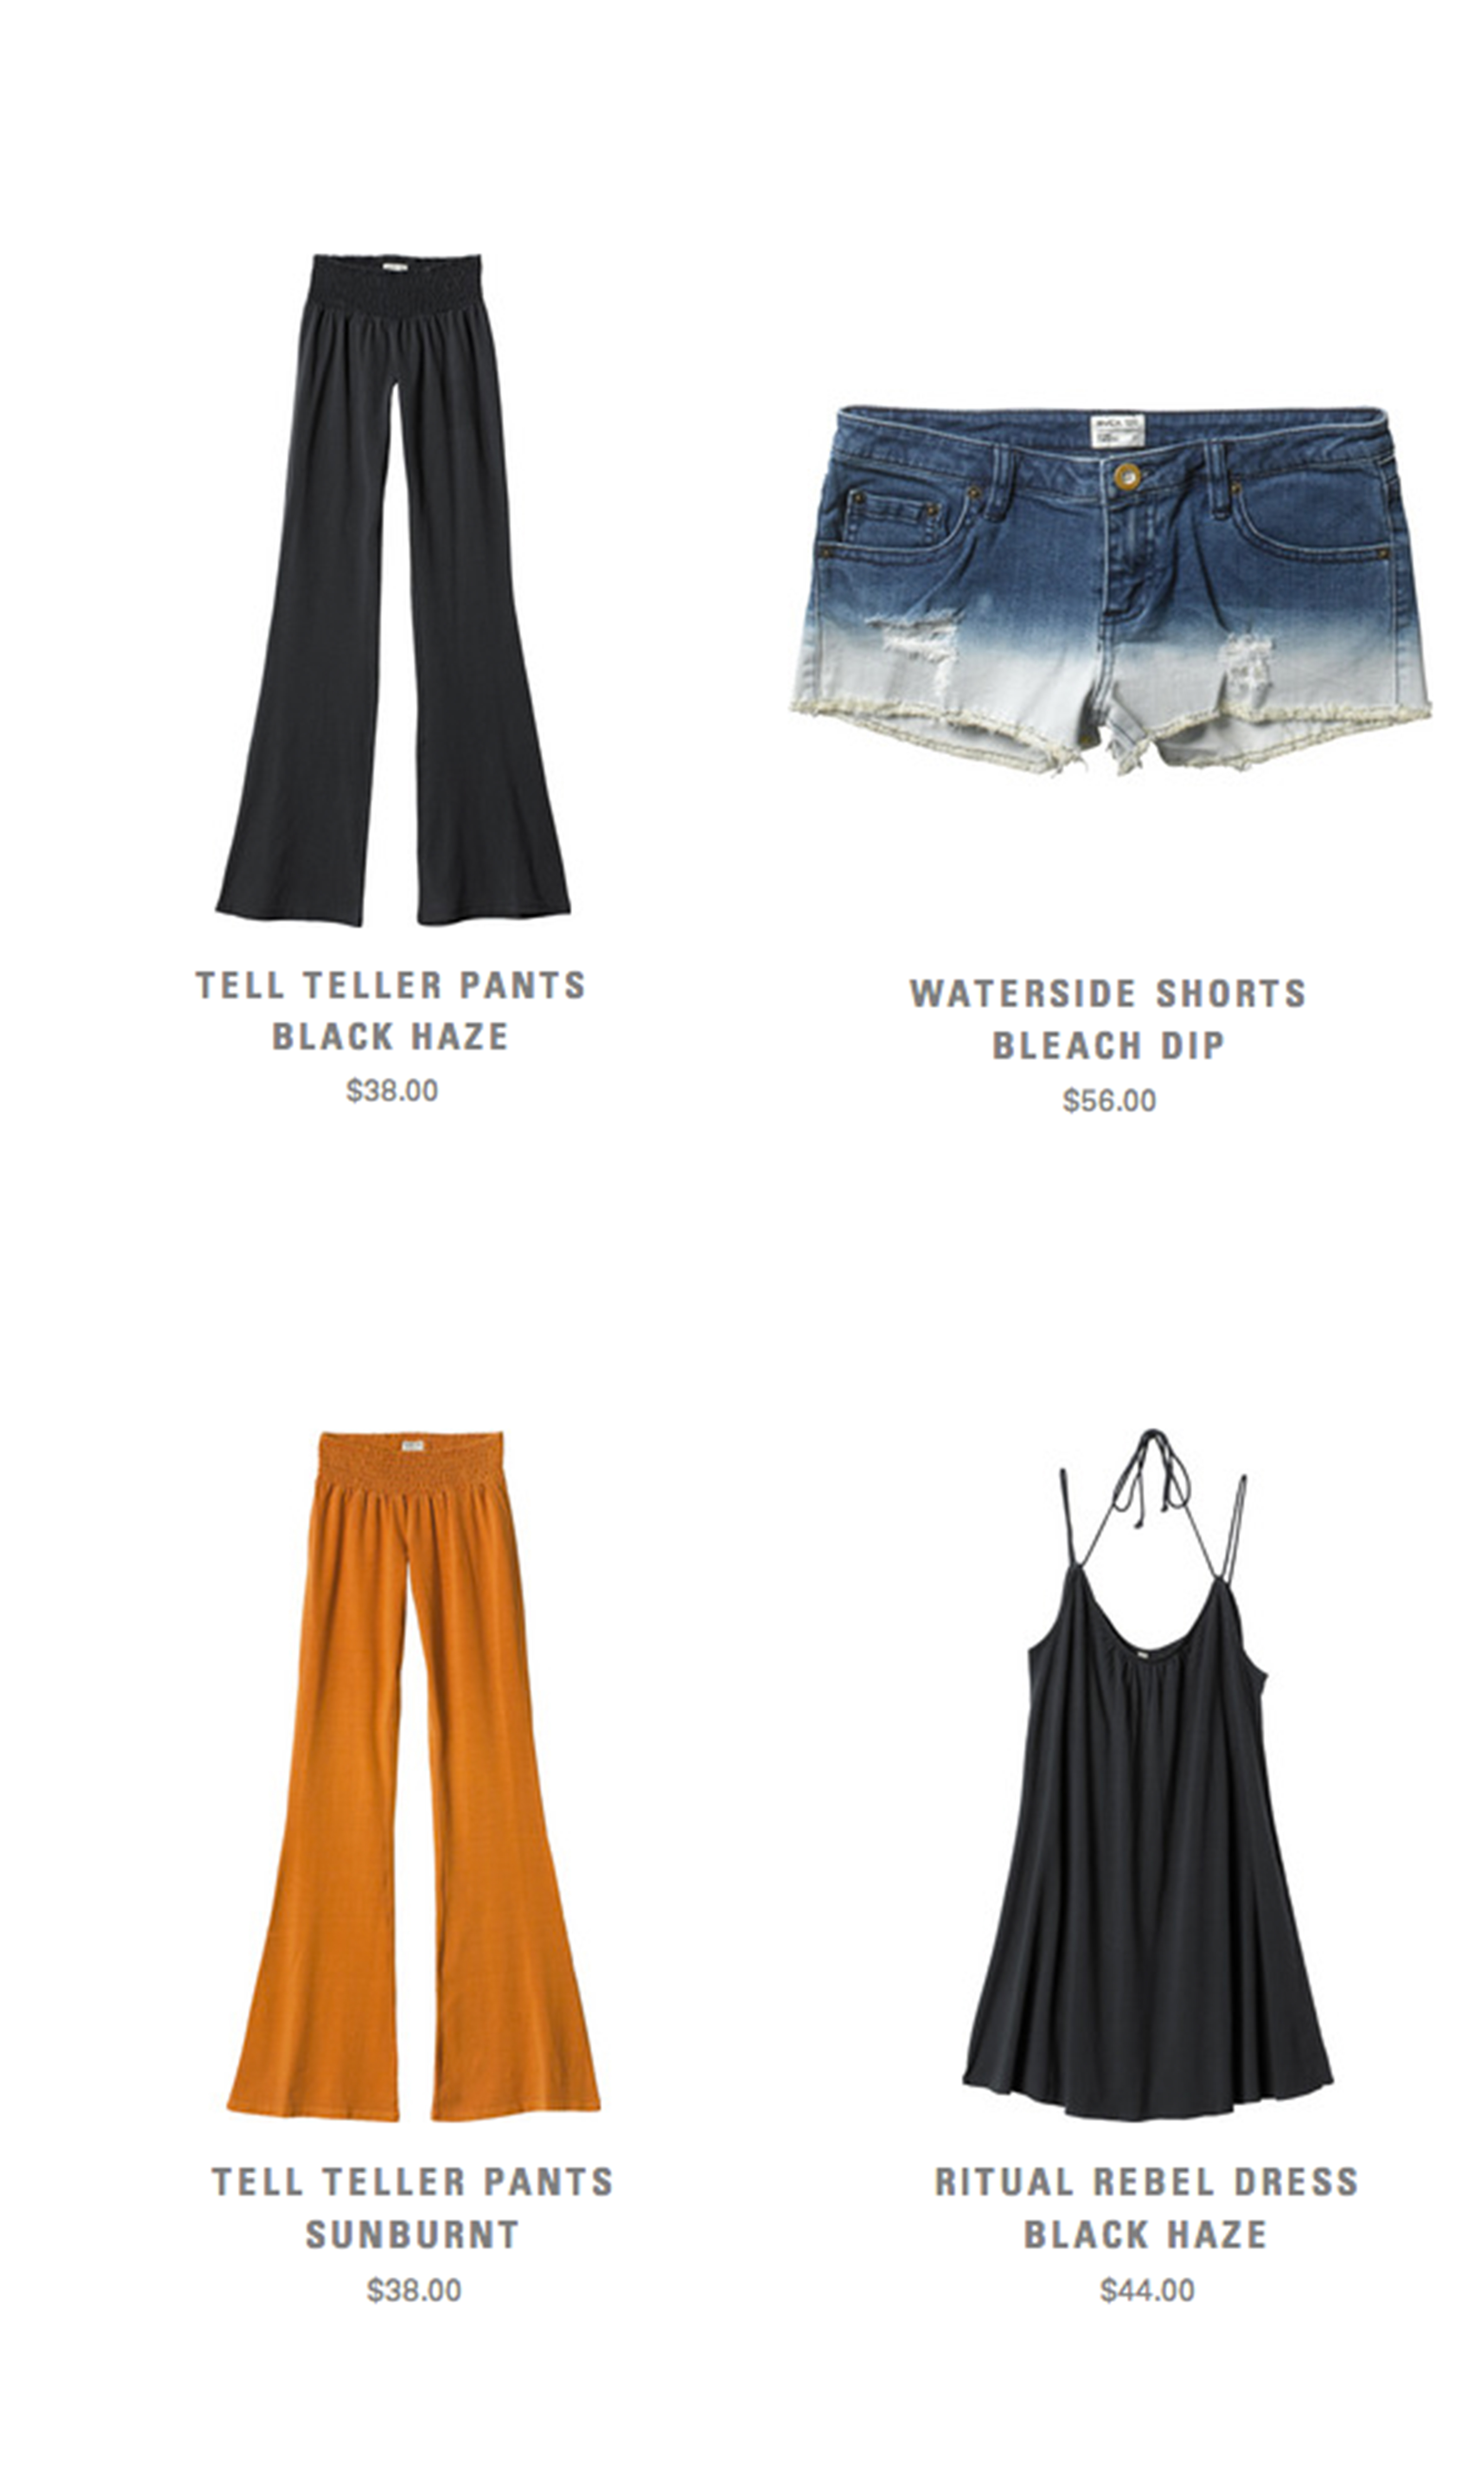 TELL TELLER PANTS
BLACK HAZE
$38.00
WATERSIDE SHORTS
BLEACH DIP
$56.00
TELL TELLER PANTS
SUNBURNT
$38.00
RITUAL REBEL DRESS
BLACK HAZE
$44.00